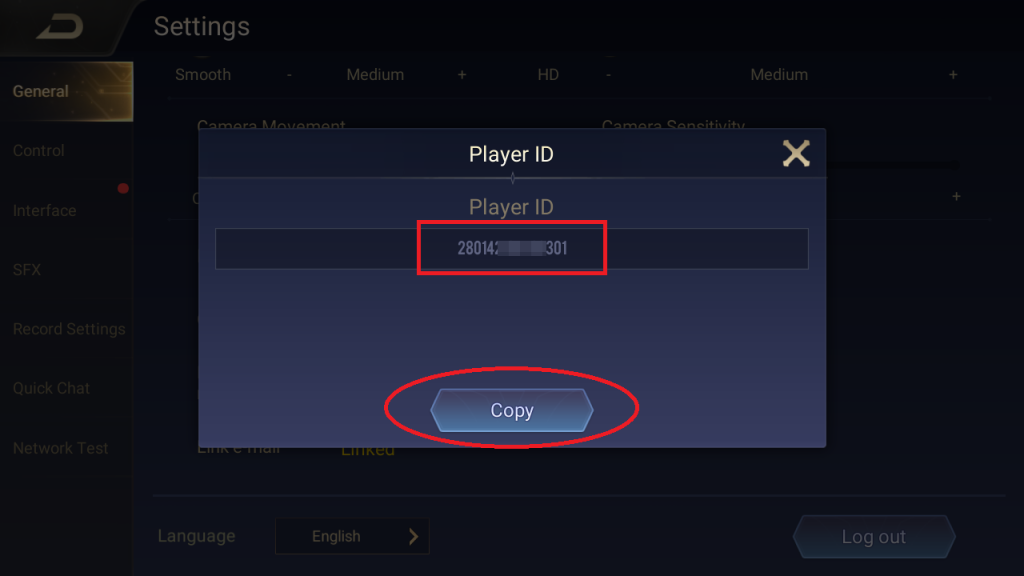 Settings
Smooth - Medium + HD - Medium +
General
Camera Movement Camera Sensitivity
Player ID
Control
+
Player ID
Interface
280142 301
SFX
Record Settings
Quick Chat
Copy
Network Test
Link e-mail Linked
Language English Log out